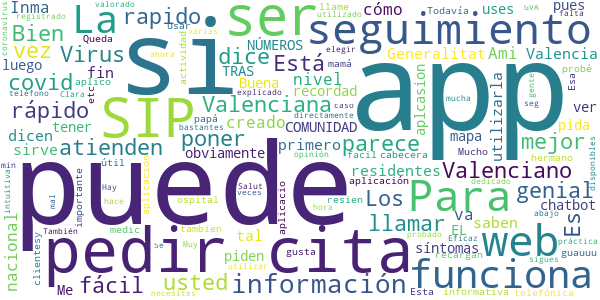 coronavirus
registrado
Inma
Bien
vez
luego
covid
rápido
dicen
tener
sirve
atienden
La
rapido
Virus
valorado
Queda
teléfono
Clara
aplico
etc
fin
dice
TRAS
actividad
usar
ahora
varias
NÚMEROS
Está
si
ser
SIP
Valenciana
poner
creado
papá
bastantes
obviamente
Buena
nivel
recordad
COMUNIDAD
primero
explicado
directamente
opinión
caso
llame
utilizado
elegir
mamá
cómo
seguimiento
Generalitat
Todavía
uses
Ami
pues
Valencia
probé
falta
GVA
Esa
gente
ver
pida
app
aplcasion
mapa
Mucho
mucha
seg
utilizarla
mejor
hermano
disponibles
parece
residentes
fácil
cabecera
aplicación
Valenciano
Los
Para
genial
chatbot
Es
va
EL
saben
síntomas
recargan
Eficaz
práctica
abajo
guauuu
sigues
llamar
dedicado
web
funciona
Esta
informativa
telefonica
puede
pedir cita
min
intuitiva
útil
Hay
hace
importante
mal
aplicacion
Salut
veces
aplicacio
hora
gusta
resien
probado
utilizar
nacional
También
clientesy
medic
Se
Muy
ospital
tambien
tal
piden
Me
fácil
usted
información
necesites